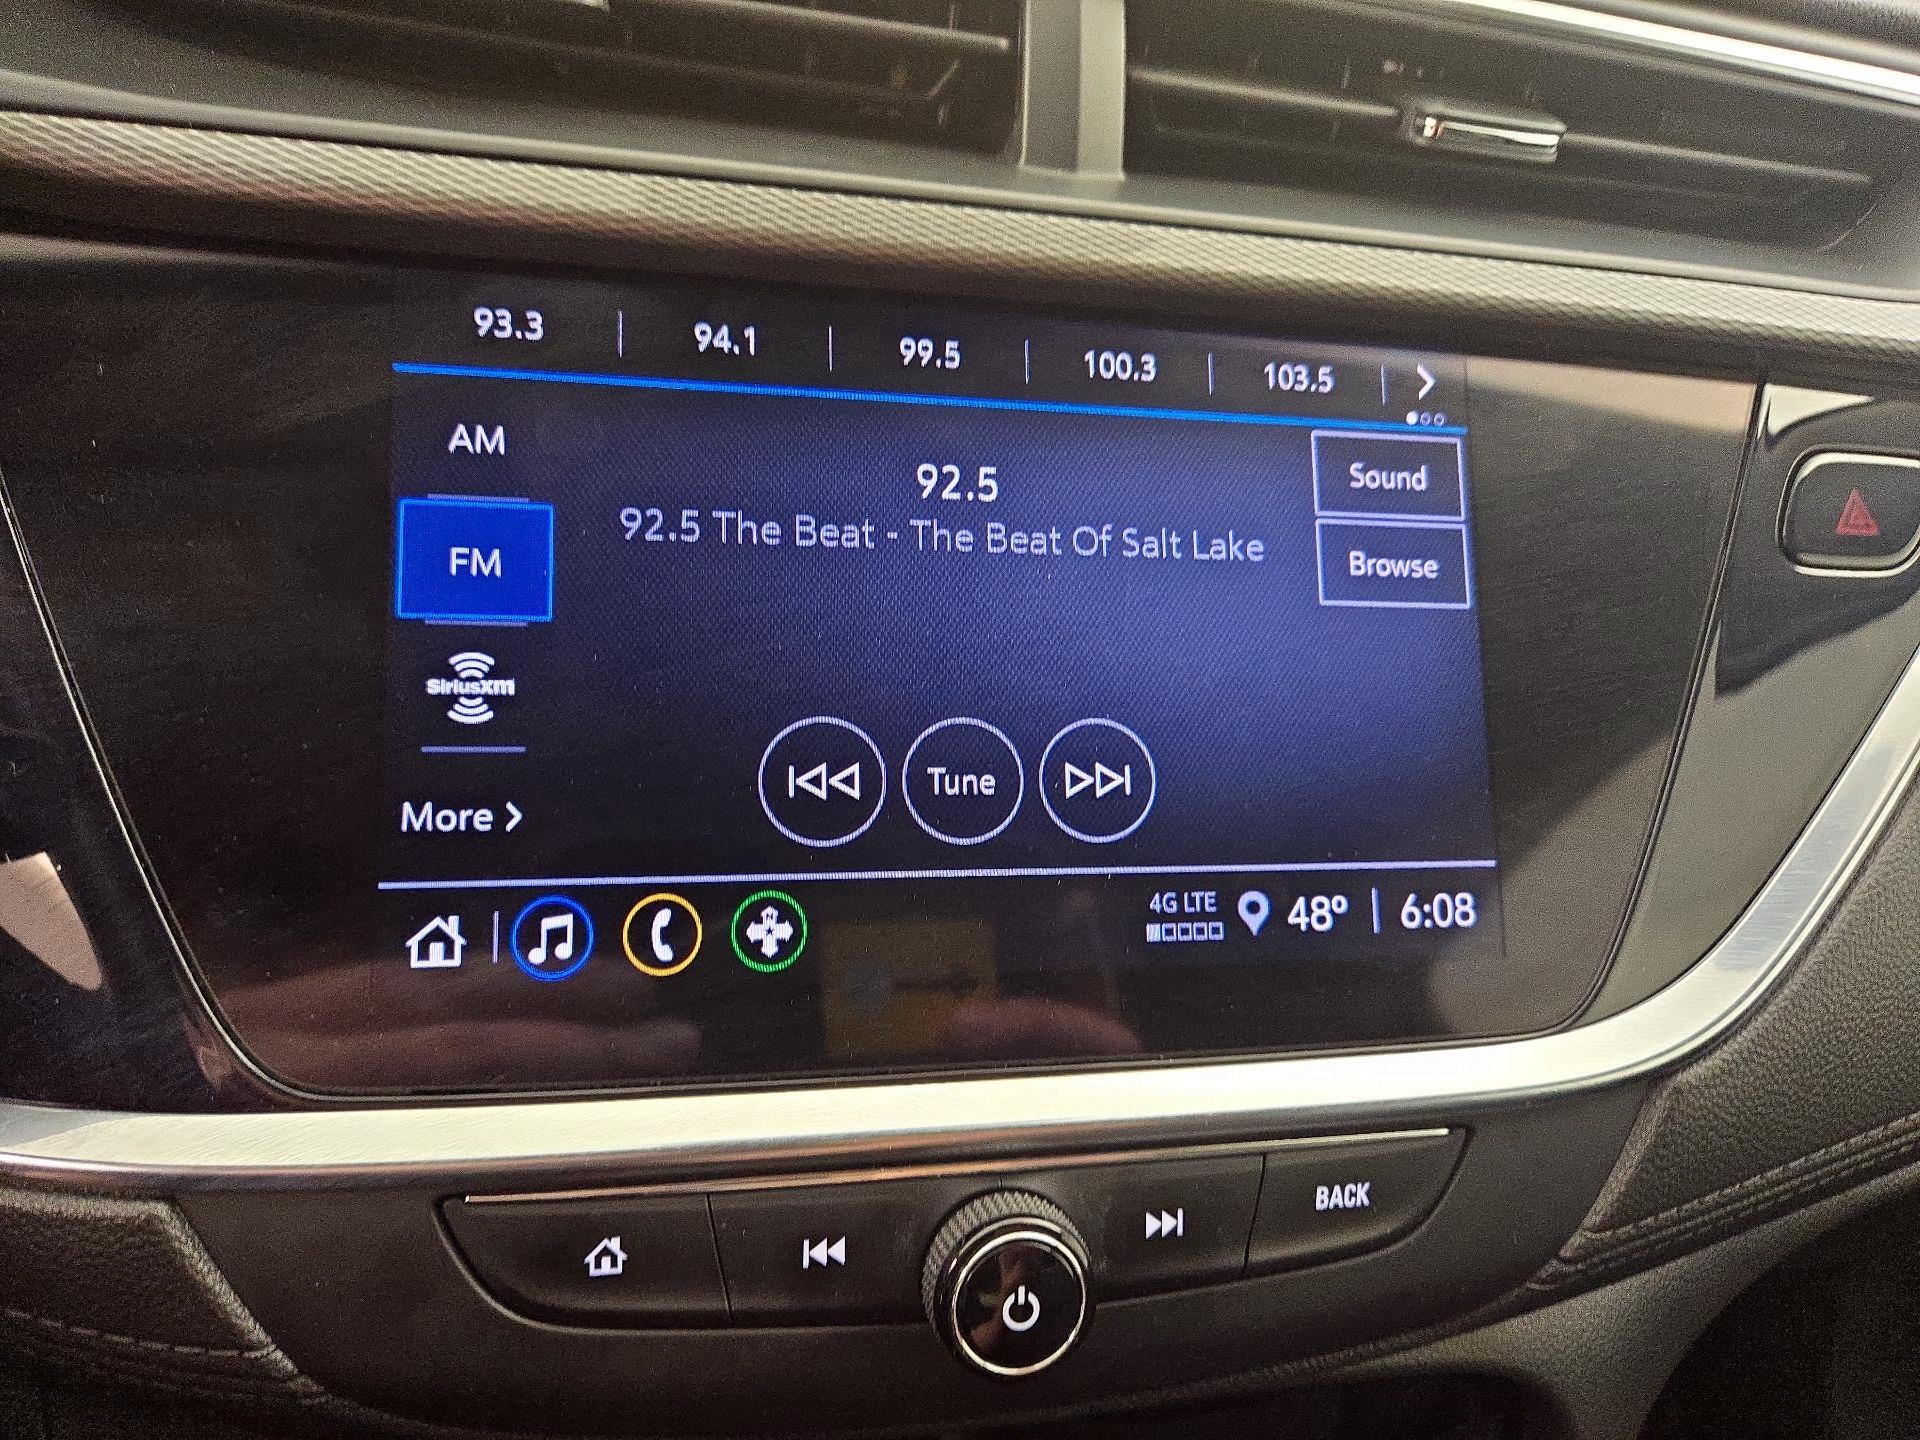 93.3 | 94.1 | 99.5 | 100.3 | 103.5 | >
AM
92.5
Sound
92.5 The Beat - The Beat Of Salt Lake
FM
Browse
SiriusXM
Tune
More >
4G LTE
48° | 6:08
BACK